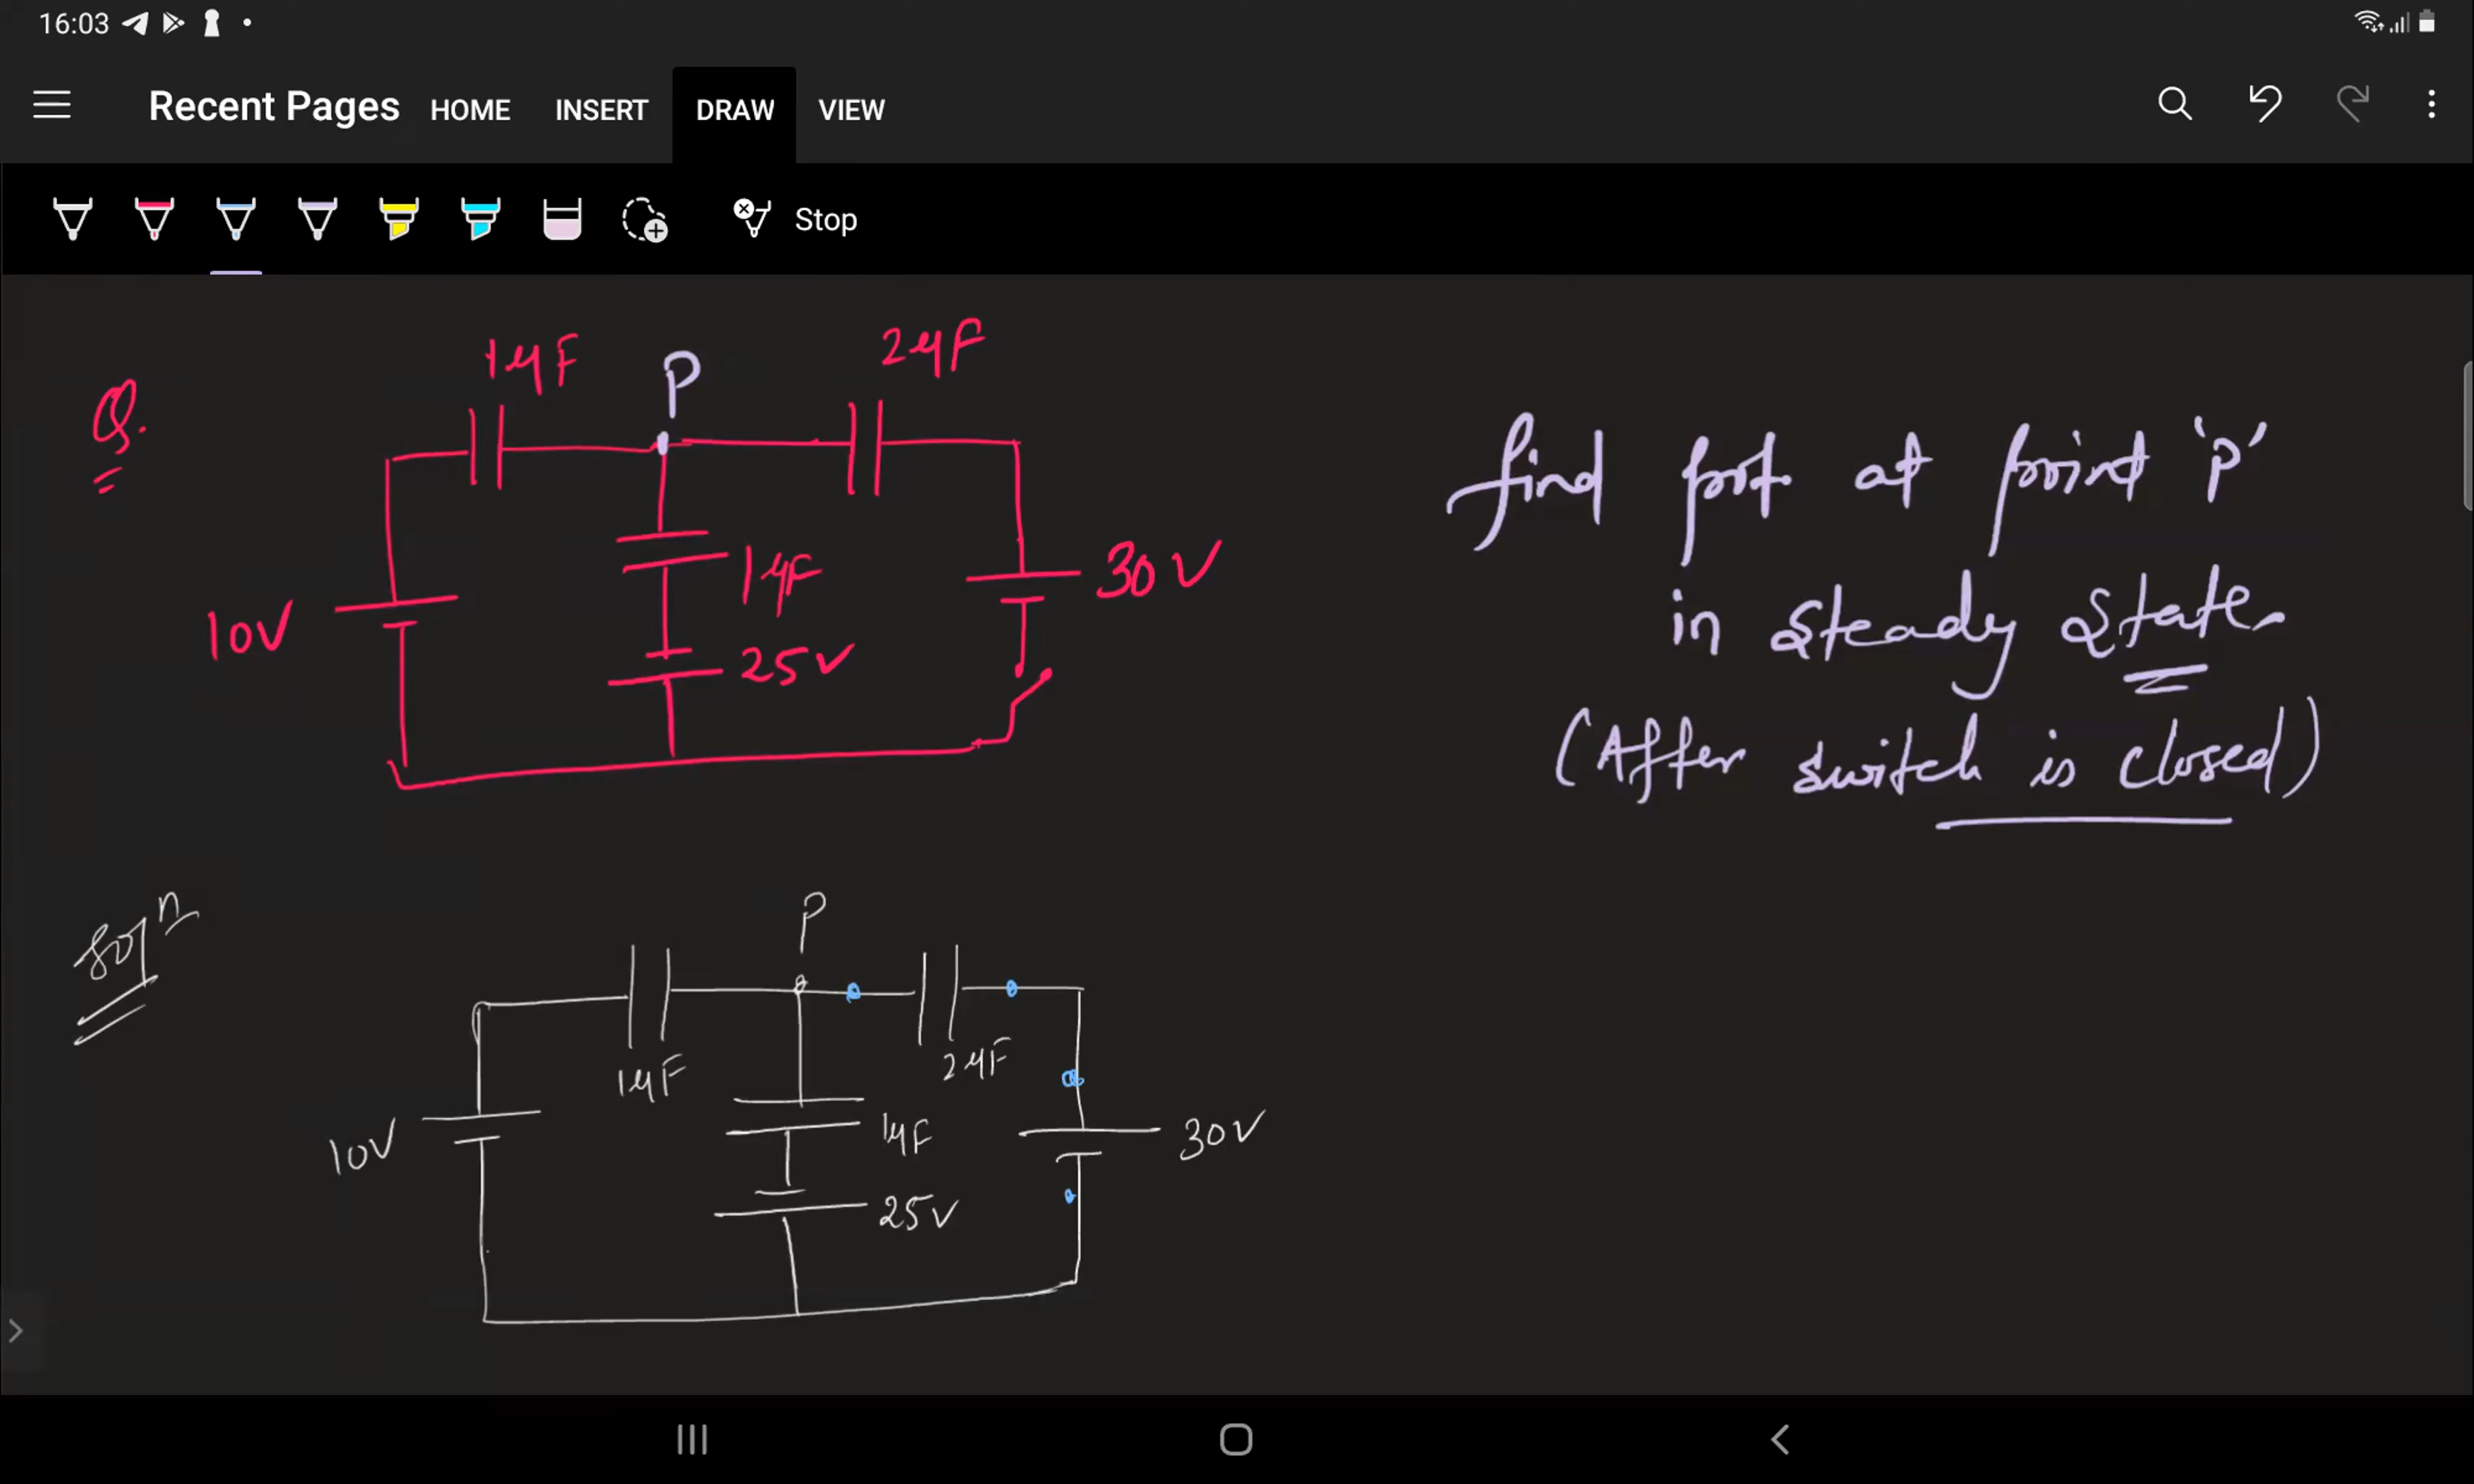 16:03
Recent Pages HOME INSERT DRAW VIEW
Stop
Q.
1μF
P
2μF
1μF
30V
10V
25V
find pot. at point 'P'
in steady state.
(After switch is closed)
Solⁿ
P
1μF
2μF
1μF
30V
10V
25V